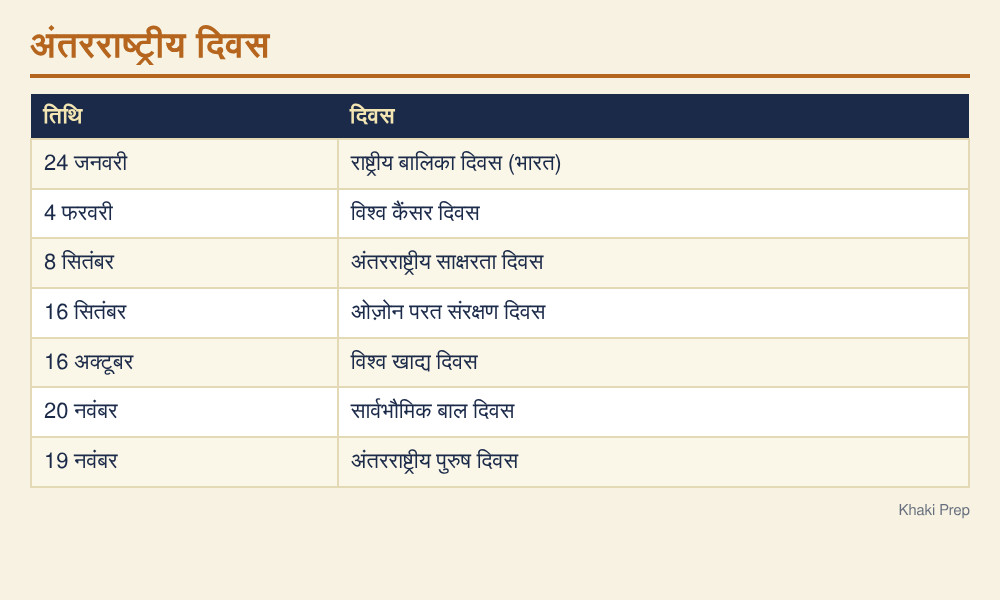 अंतरराष्ट्रीय दिवस
तिथि दिवस
24 जनवरी राष्ट्रीय बालिका दिवस (भारत)
4 फरवरी विश्व कैंसर दिवस
8 सितंबर अंतरराष्ट्रीय साक्षरता दिवस
16 सितंबर ओज़ोन परत संरक्षण दिवस
16 अक्टूबर विश्व खाद्य दिवस
20 नवंबर सार्वभौमिक बाल दिवस
19 नवंबर अंतरराष्ट्रीय पुरुष दिवस
Khaki Prep